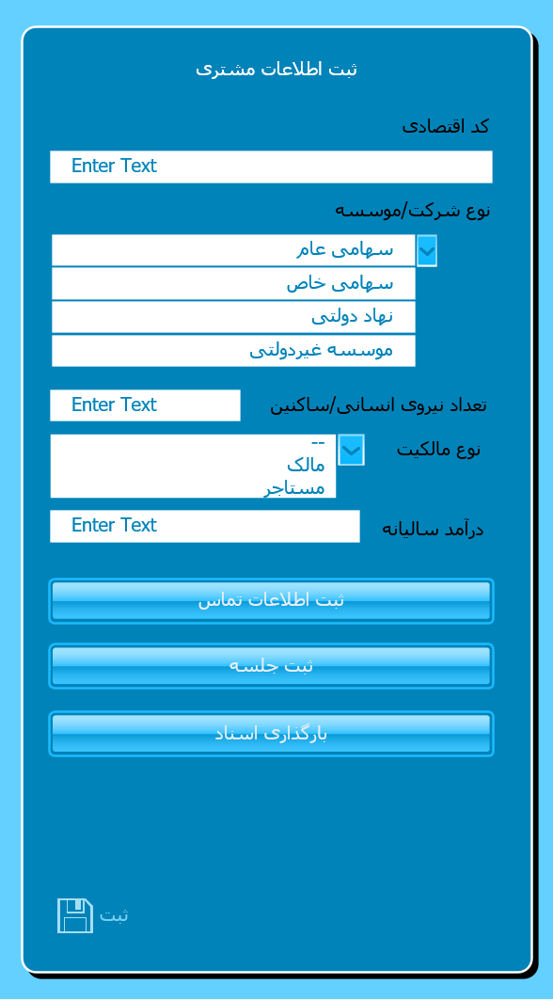 ثبت اطلاعات مشتری
کد اقتصادی
Enter Text
نوع شرکت/موسسه
سهامی عام
سهامی خاص
نهاد دولتی
موسسه غیردولتی
تعداد نیروی انسانی/ساکنین
Enter Text
نوع مالکیت
--
مالک
مستاجر
درآمد سالیانه
Enter Text
ثبت اطلاعات تماس
ثبت جلسه
بارگذاری اسناد
ثبت